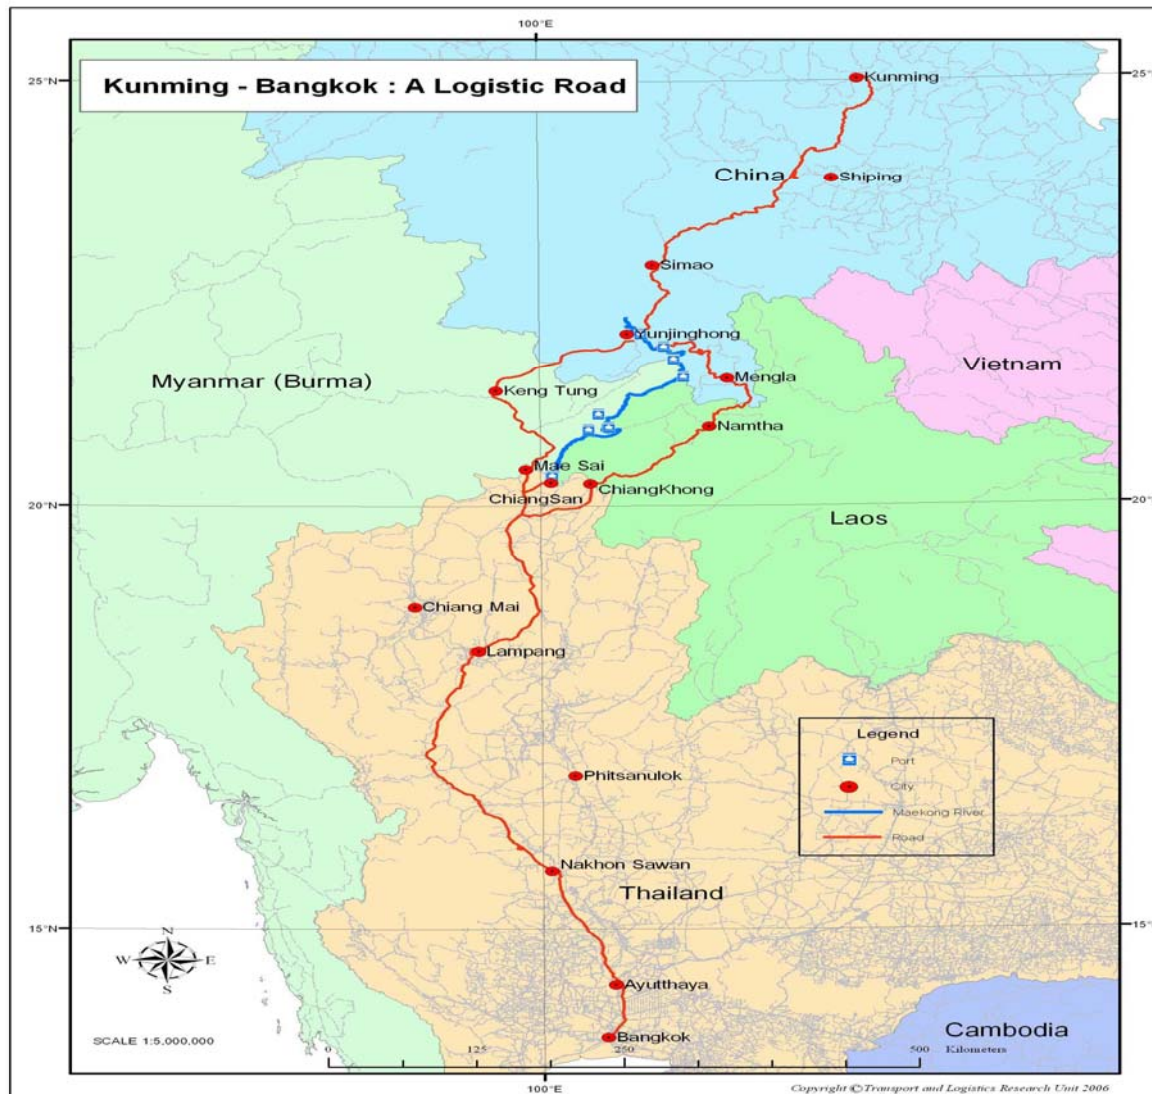 100°E
25°N
25°N
Kunming - Bangkok : A Logistic Road
Kunming
China
Shiping
Simao
Yunjinghong
Vietnam
Myanmar (Burma)
Keng Tung
Mengla
Namtha
Mae Sai
ChiangSan
ChiangKhong
20°N
20°N
Laos
Chiang Mai
Lampang
Legend
Port
City
Maekong River
Road
Phitsanulok
Nakhon Sawan
Thailand
15°N
15°N
N
W E
S
Ayutthaya
Bangkok
Cambodia
SCALE 1:5,000,000
0 125 250 500 Kilometers
100°E
Copyright ©Transport and Logistics Research Unit 2006